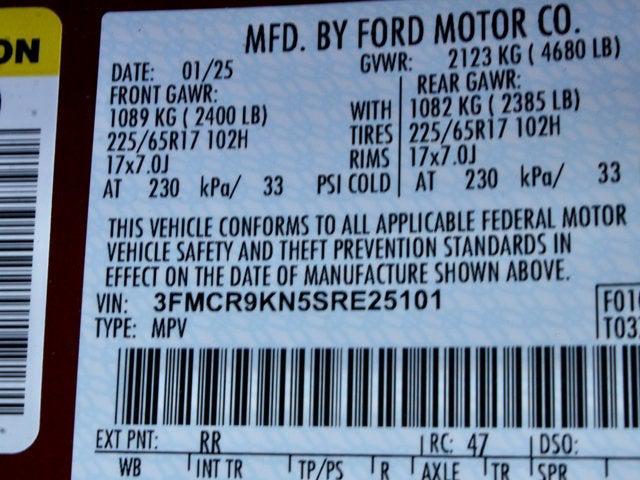 ON
MFD. BY FORD MOTOR CO.
DATE: 01/25 GVWR: 2123 KG ( 4680 LB)
FRONT GAWR: REAR GAWR:
1089 KG ( 2400 LB) WITH 1082 KG ( 2385 LB)
225/65R17 102H TIRES 225/65R17 102H
17x7.0J RIMS 17x7.0J
AT 230 kPa/ 33 PSI COLD AT 230 kPa/ 33
THIS VEHICLE CONFORMS TO ALL APPLICABLE FEDERAL MOTOR
VEHICLE SAFETY AND THEFT PREVENTION STANDARDS IN
EFFECT ON THE DATE OF MANUFACTURE SHOWN ABOVE.
VIN: 3FMCR9KN5SRE25101
TYPE: MPV
EXT PNT: RR RC: 47 DSO:
WB INT TR TP/PS R AXLE TR SPR